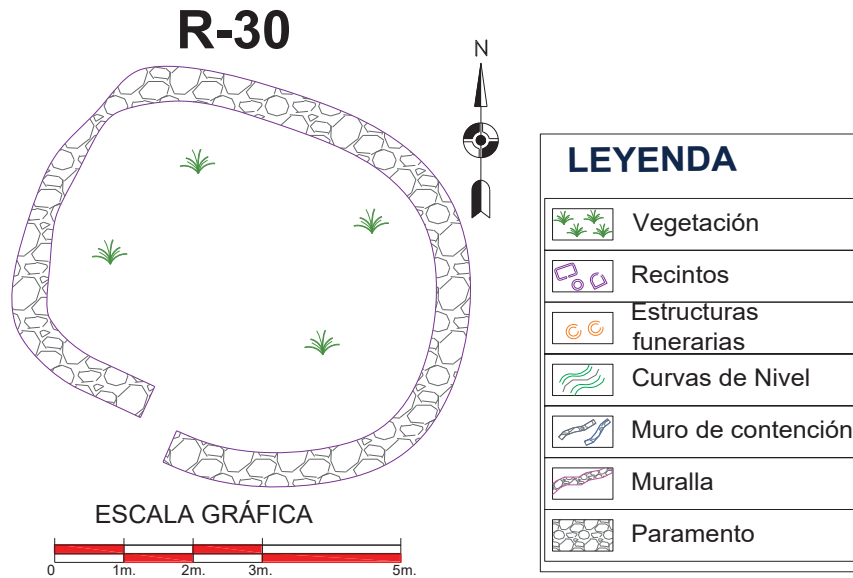 R-30
N
LEYENDA
Vegetación
Recintos
Estructuras
funerarias
Curvas de Nivel
Muro de contención
Muralla
Paramento
ESCALA GRÁFICA
0 1m. 2m. 3m. 5m.